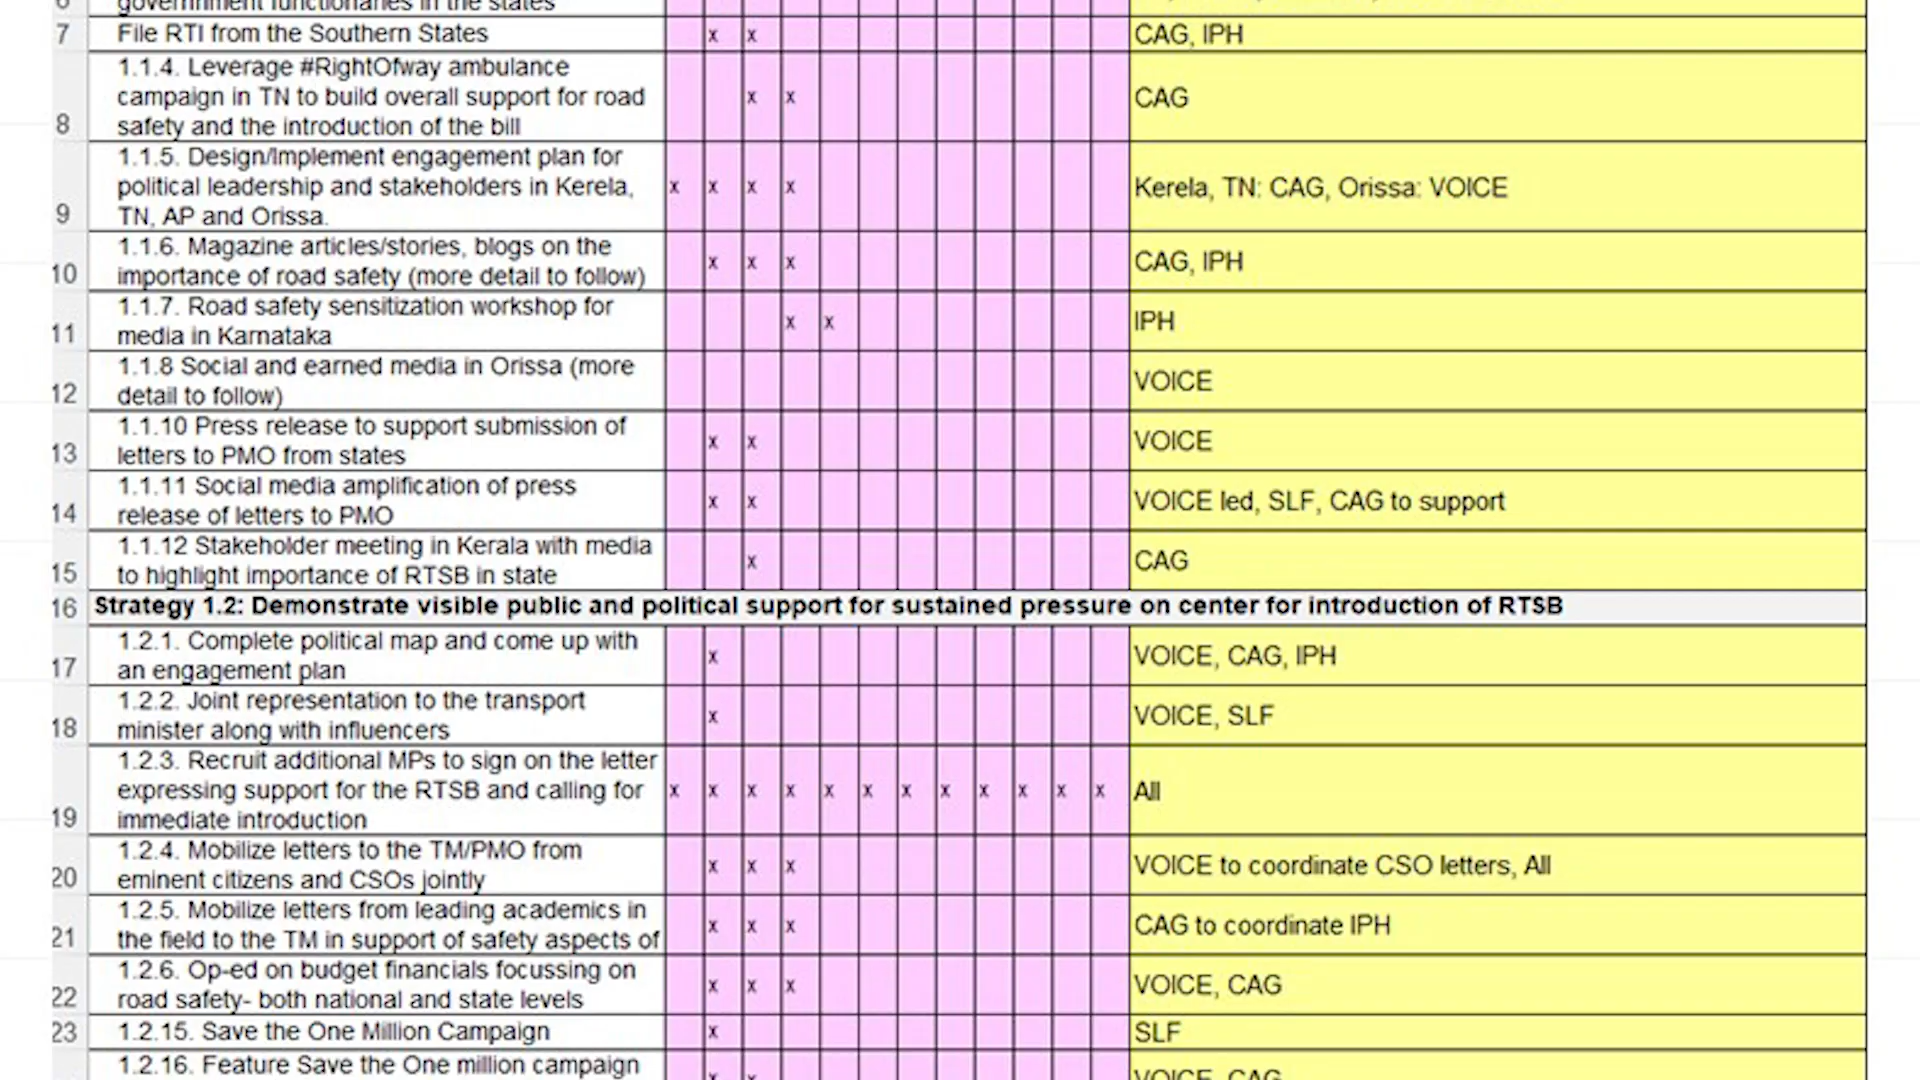 6 government functionaries in the states
7 File RTI from the Southern States x x CAG, IPH
1.1.4. Leverage #RightOfway ambulance
campaign in TN to build overall support for road x x CAG
8 safety and the introduction of the bill
1.1.5. Design/Implement engagement plan for
political leadership and stakeholders in Kerela, x x x x Kerela, TN: CAG, Orissa: VOICE
9 TN, AP and Orissa.
1.1.6. Magazine articles/stories, blogs on the
10 importance of road safety (more detail to follow) x x x CAG, IPH
1.1.7. Road safety sensitization workshop for
11 media in Karnataka x x IPH
1.1.8 Social and earned media in Orissa (more
12 detail to follow) VOICE
1.1.10 Press release to support submission of
13 letters to PMO from states x x VOICE
1.1.11 Social media amplification of press
14 release of letters to PMO x x VOICE led, SLF, CAG to support
1.1.12 Stakeholder meeting in Kerala with media
15 to highlight importance of RTSB in state x CAG
16 Strategy 1.2: Demonstrate visible public and political support for sustained pressure on center for introduction of RTSB
1.2.1. Complete political map and come up with
17 an engagement plan x VOICE, CAG, IPH
1.2.2. Joint representation to the transport
18 minister along with influencers x VOICE, SLF
1.2.3. Recruit additional MPs to sign on the letter
expressing support for the RTSB and calling for x x x x x x x x x x x x All
19 immediate introduction
1.2.4. Mobilize letters to the TM/PMO from
20 eminent citizens and CSOs jointly x x x VOICE to coordinate CSO letters, All
1.2.5. Mobilize letters from leading academics in
21 the field to the TM in support of safety aspects of x x x CAG to coordinate IPH
1.2.6. Op-ed on budget financials focussing on
22 road safety- both national and state levels x x x VOICE, CAG
23 1.2.15. Save the One Million Campaign x SLF
1.2.16. Feature Save the One million campaign
x x VOICE, CAG